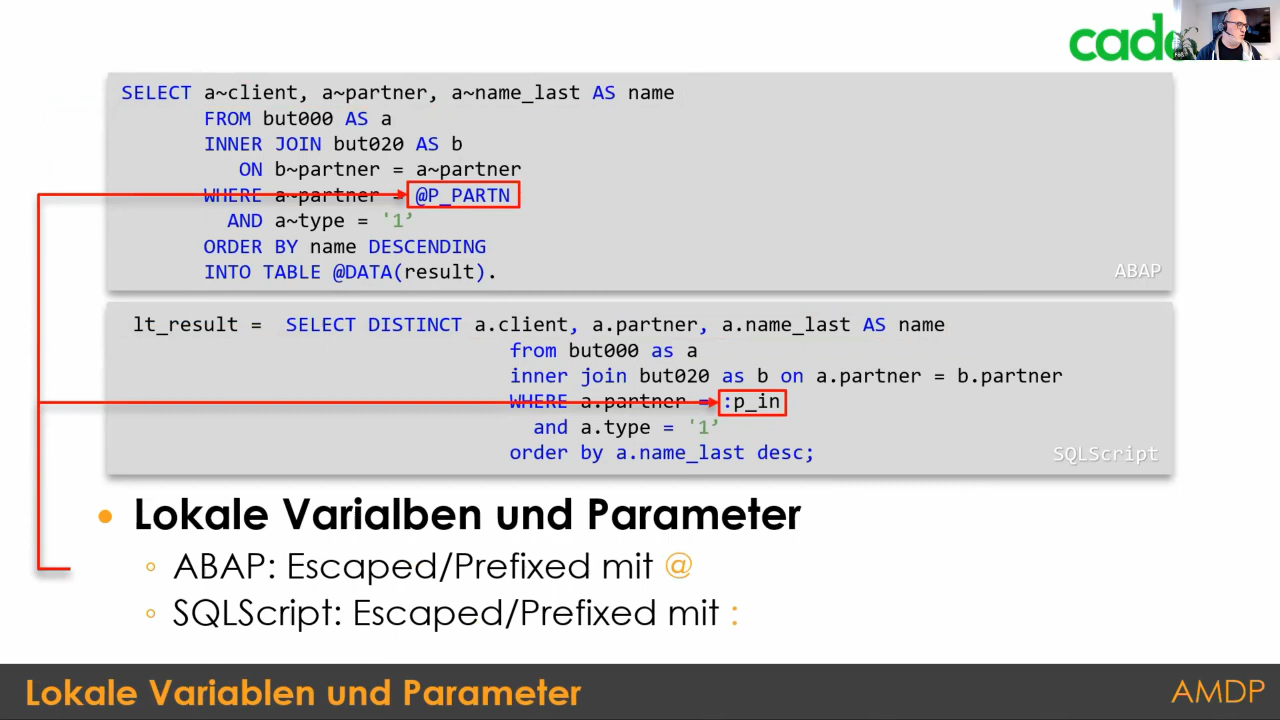 SELECT a~client, a~partner, a~name_last AS name
FROM but000 AS a
INNER JOIN but020 AS b
ON b~partner = a~partner
WHERE a~partner = @P_PARTN
AND a~type = '1’
ORDER BY name DESCENDING
INTO TABLE @DATA(result).
ABAP
lt_result = SELECT DISTINCT a.client, a.partner, a.name_last AS name
from but000 as a
inner join but020 as b on a.partner = b.partner
WHERE a.partner = :p_in
and a.type = '1’
order by a.name_last desc;
SQLScript
• Lokale Varialben und Parameter
◦ ABAP: Escaped/Prefixed mit @
◦ SQLScript: Escaped/Prefixed mit :
Lokale Variablen und Parameter
AMDP